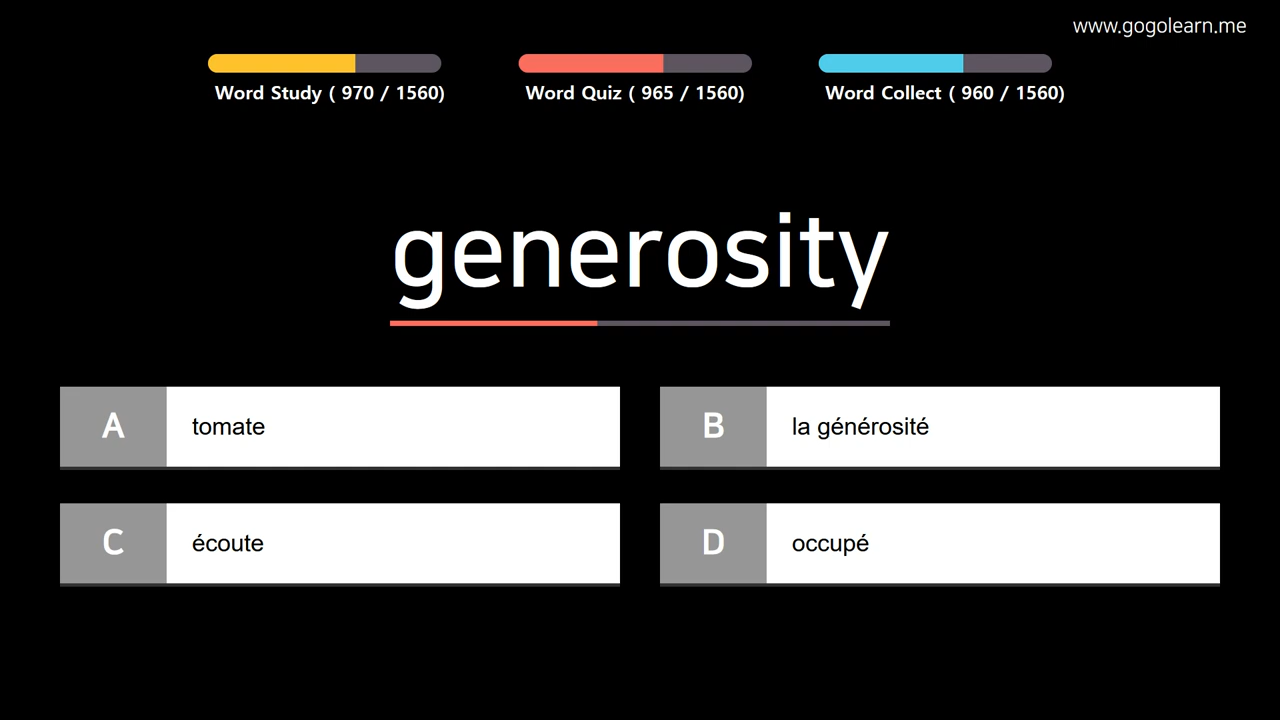 www.gogolearn.me
Word Study ( 970 / 1560)
Word Quiz ( 965 / 1560)
Word Collect ( 960 / 1560)
generosity
A tomate
B la générosité
C écoute
D occupé